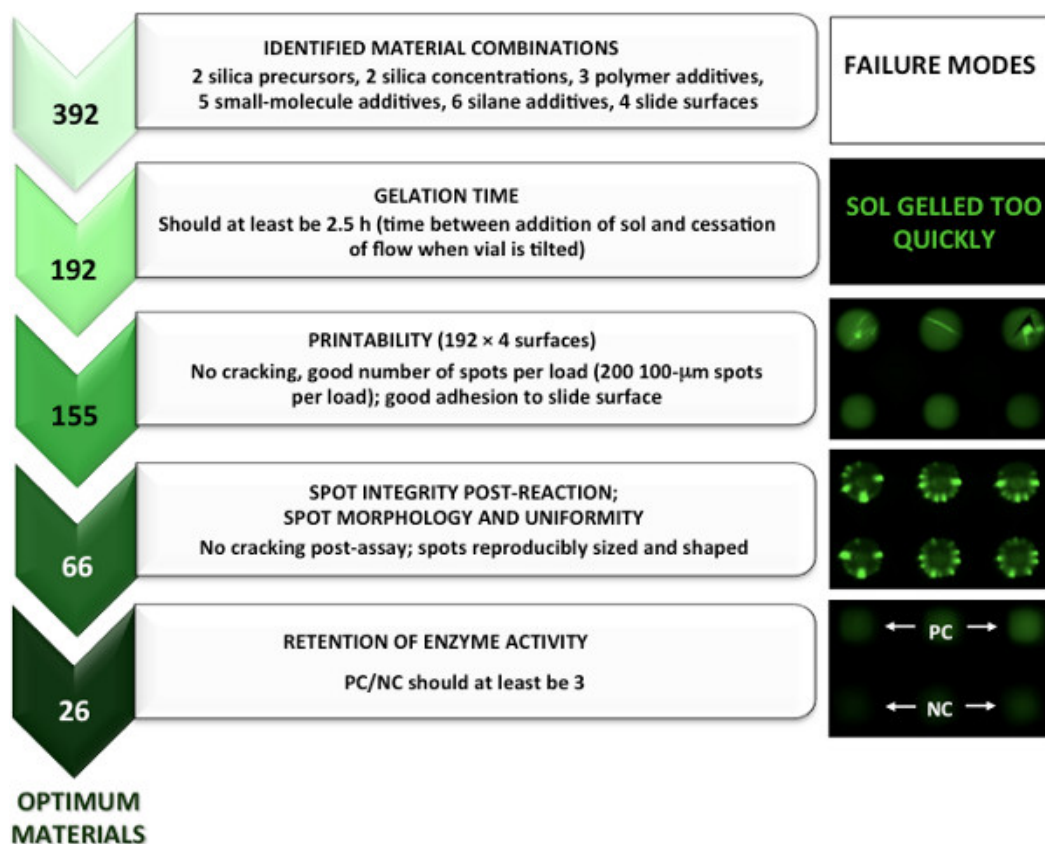 392
IDENTIFIED MATERIAL COMBINATIONS
2 silica precursors, 2 silica concentrations, 3 polymer additives,
5 small-molecule additives, 6 silane additives, 4 slide surfaces
FAILURE MODES
192
GELATION TIME
Should at least be 2.5 h (time between addition of sol and cessation
of flow when vial is tilted)
SOL GELLED TOO
QUICKLY
155
PRINTABILITY (192 × 4 surfaces)
No cracking, good number of spots per load (200 100-μm spots
per load); good adhesion to slide surface
66
SPOT INTEGRITY POST-REACTION;
SPOT MORPHOLOGY AND UNIFORMITY
No cracking post-assay; spots reproducibly sized and shaped
26
RETENTION OF ENZYME ACTIVITY
PC/NC should at least be 3
PC
NC
OPTIMUM
MATERIALS